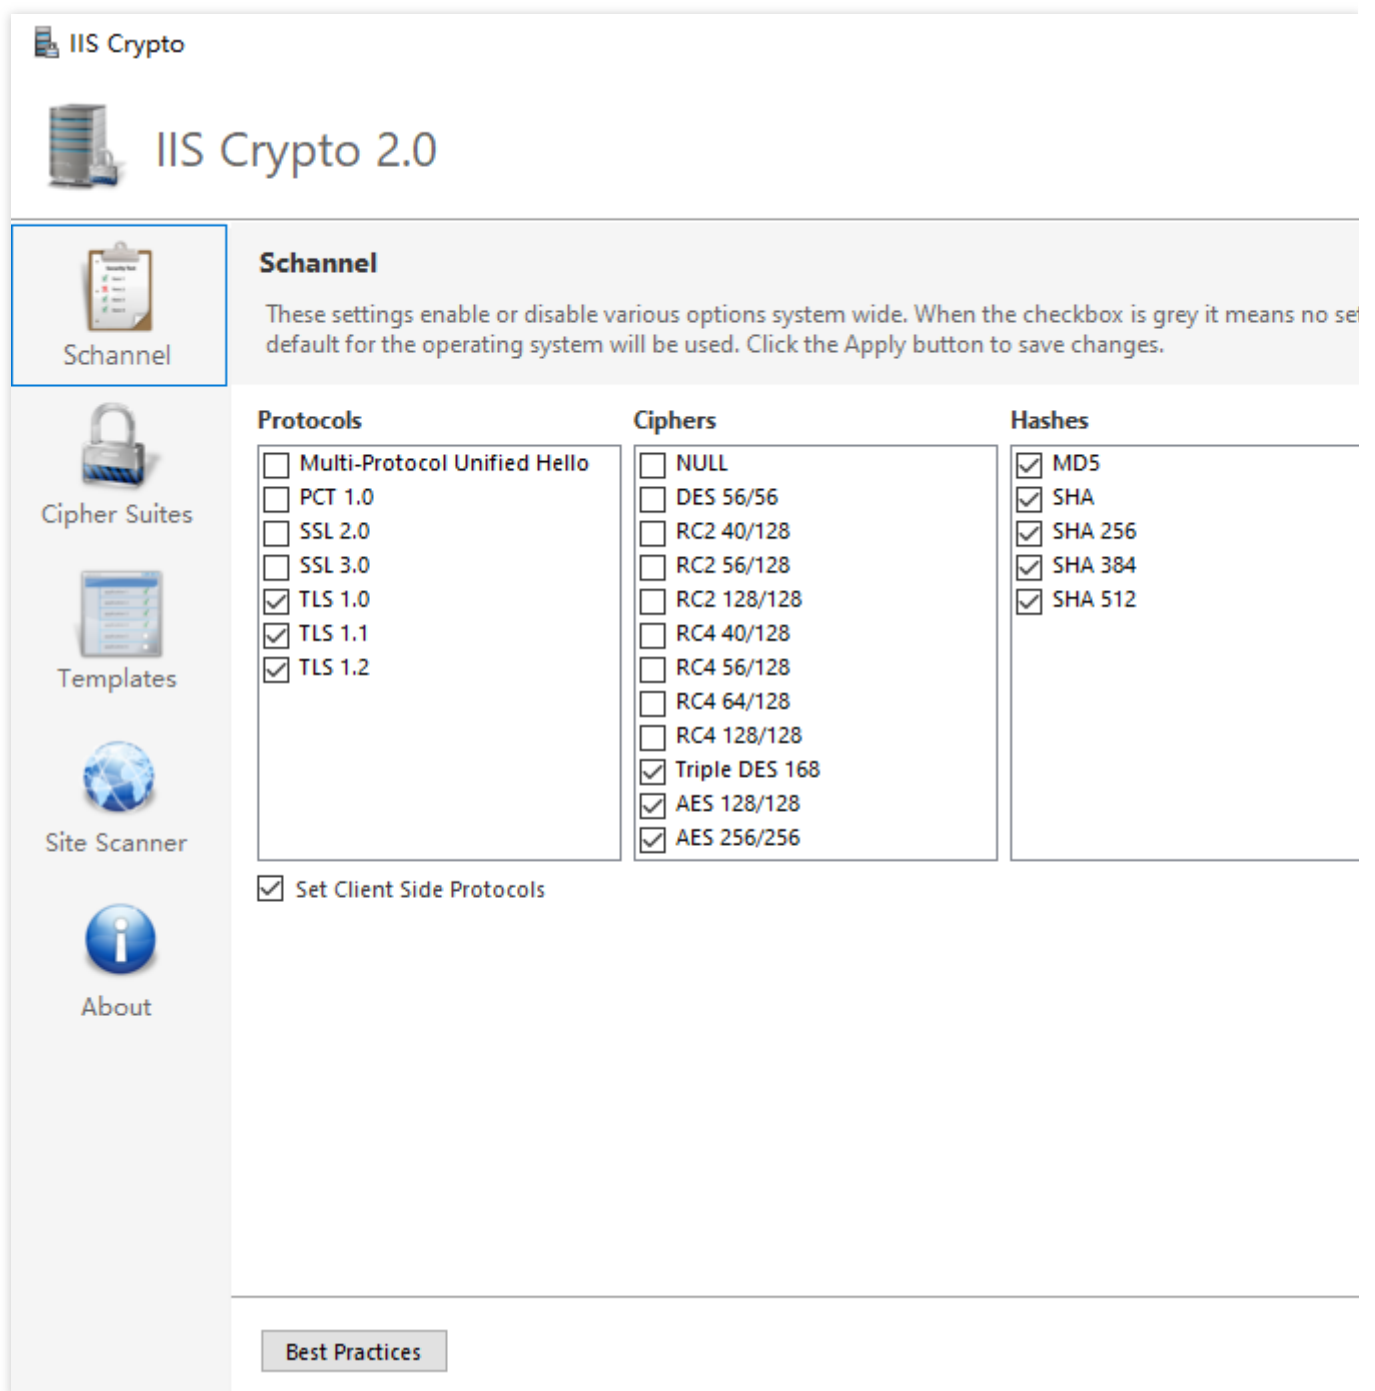 IIS Crypto
IIS Crypto 2.0
Schannel
Cipher Suites
Templates
Site Scanner
About
Schannel
These settings enable or disable various options system wide. When the checkbox is grey it means no
default for the operating system will be used. Click the Apply button to save changes.
Protocols
Multi-Protocol Unified Hello
PCT 1.0
SSL 2.0
SSL 3.0
TLS 1.0
TLS 1.1
TLS 1.2
Set Client Side Protocols
Ciphers
NULL
DES 56/56
RC2 40/128
RC2 56/128
RC2 128/128
RC4 40/128
RC4 56/128
RC4 64/128
RC4 128/128
Triple DES 168
AES 128/128
AES 256/256
Hashes
MD5
SHA
SHA 256
SHA 384
SHA 512
Best Practices